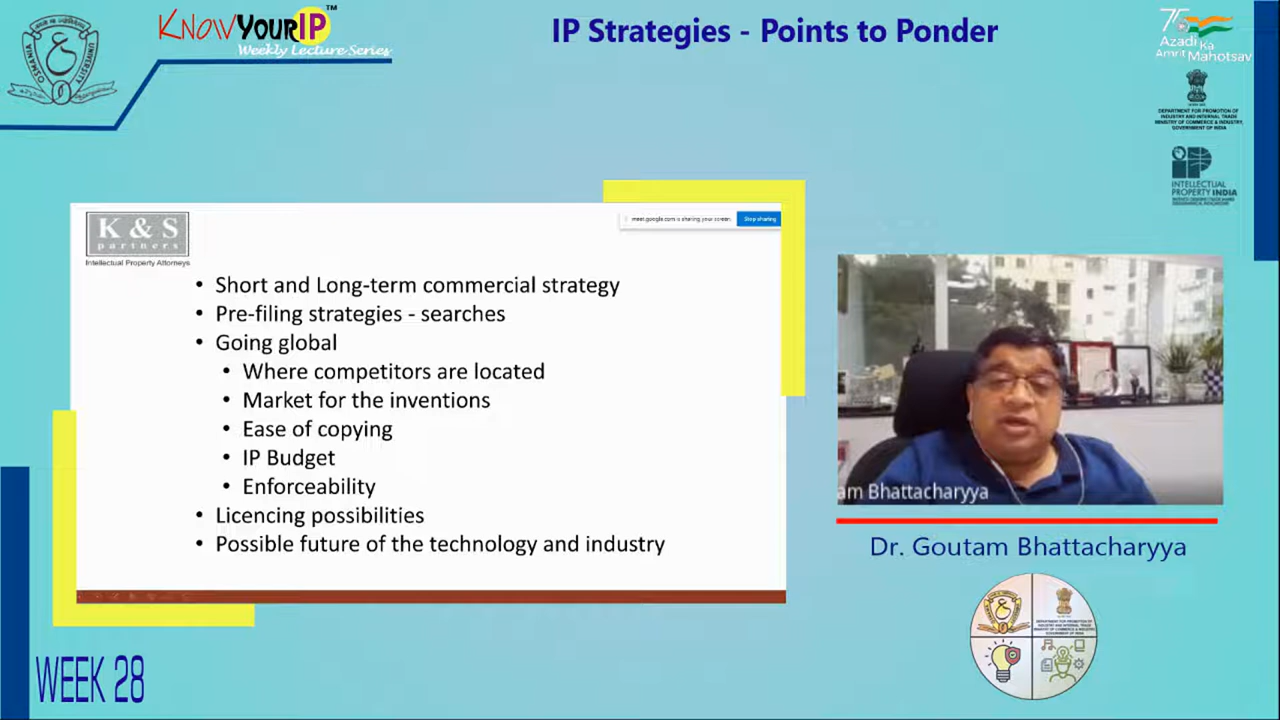 KNOW YOUR IP™
Weekly Lecture Series
IP Strategies - Points to Ponder
75
Azadi Ka
Amrit Mahotsav
DEPARTMENT FOR PROMOTION OF
INDUSTRY AND INTERNAL TRADE
MINISTRY OF COMMERCE & INDUSTRY,
GOVERNMENT OF INDIA
INTELLECTUAL
PROPERTY INDIA
K & S
partners
Intellectual Property Attorneys
meet.google.com is sharing your screen.
Stop sharing
• Short and Long-term commercial strategy
• Pre-filing strategies - searches
• Going global
• Where competitors are located
• Market for the inventions
• Ease of copying
• IP Budget
• Enforceability
• Licencing possibilities
• Possible future of the technology and industry
am Bhattacharyya
Dr. Goutam Bhattacharyya
WEEK 28